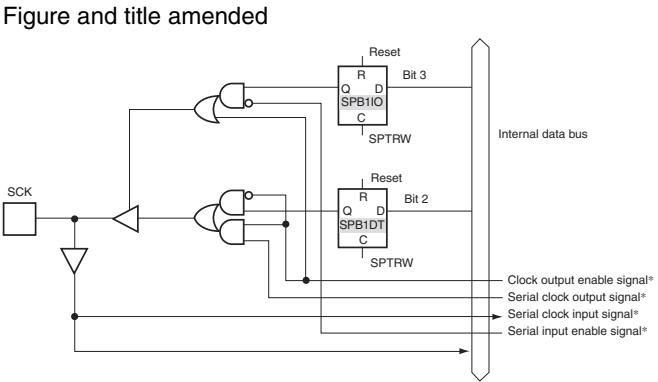 Figure and title amended
Reset
R
Bit 3
Q D
SPB1IO
C
SPTRW
Internal data bus
SCK
Reset
R
Bit 2
Q D
SPB1DT
C
SPTRW
Clock output enable signal*
Serial clock output signal*
Serial clock input signal*
Serial input enable signal*